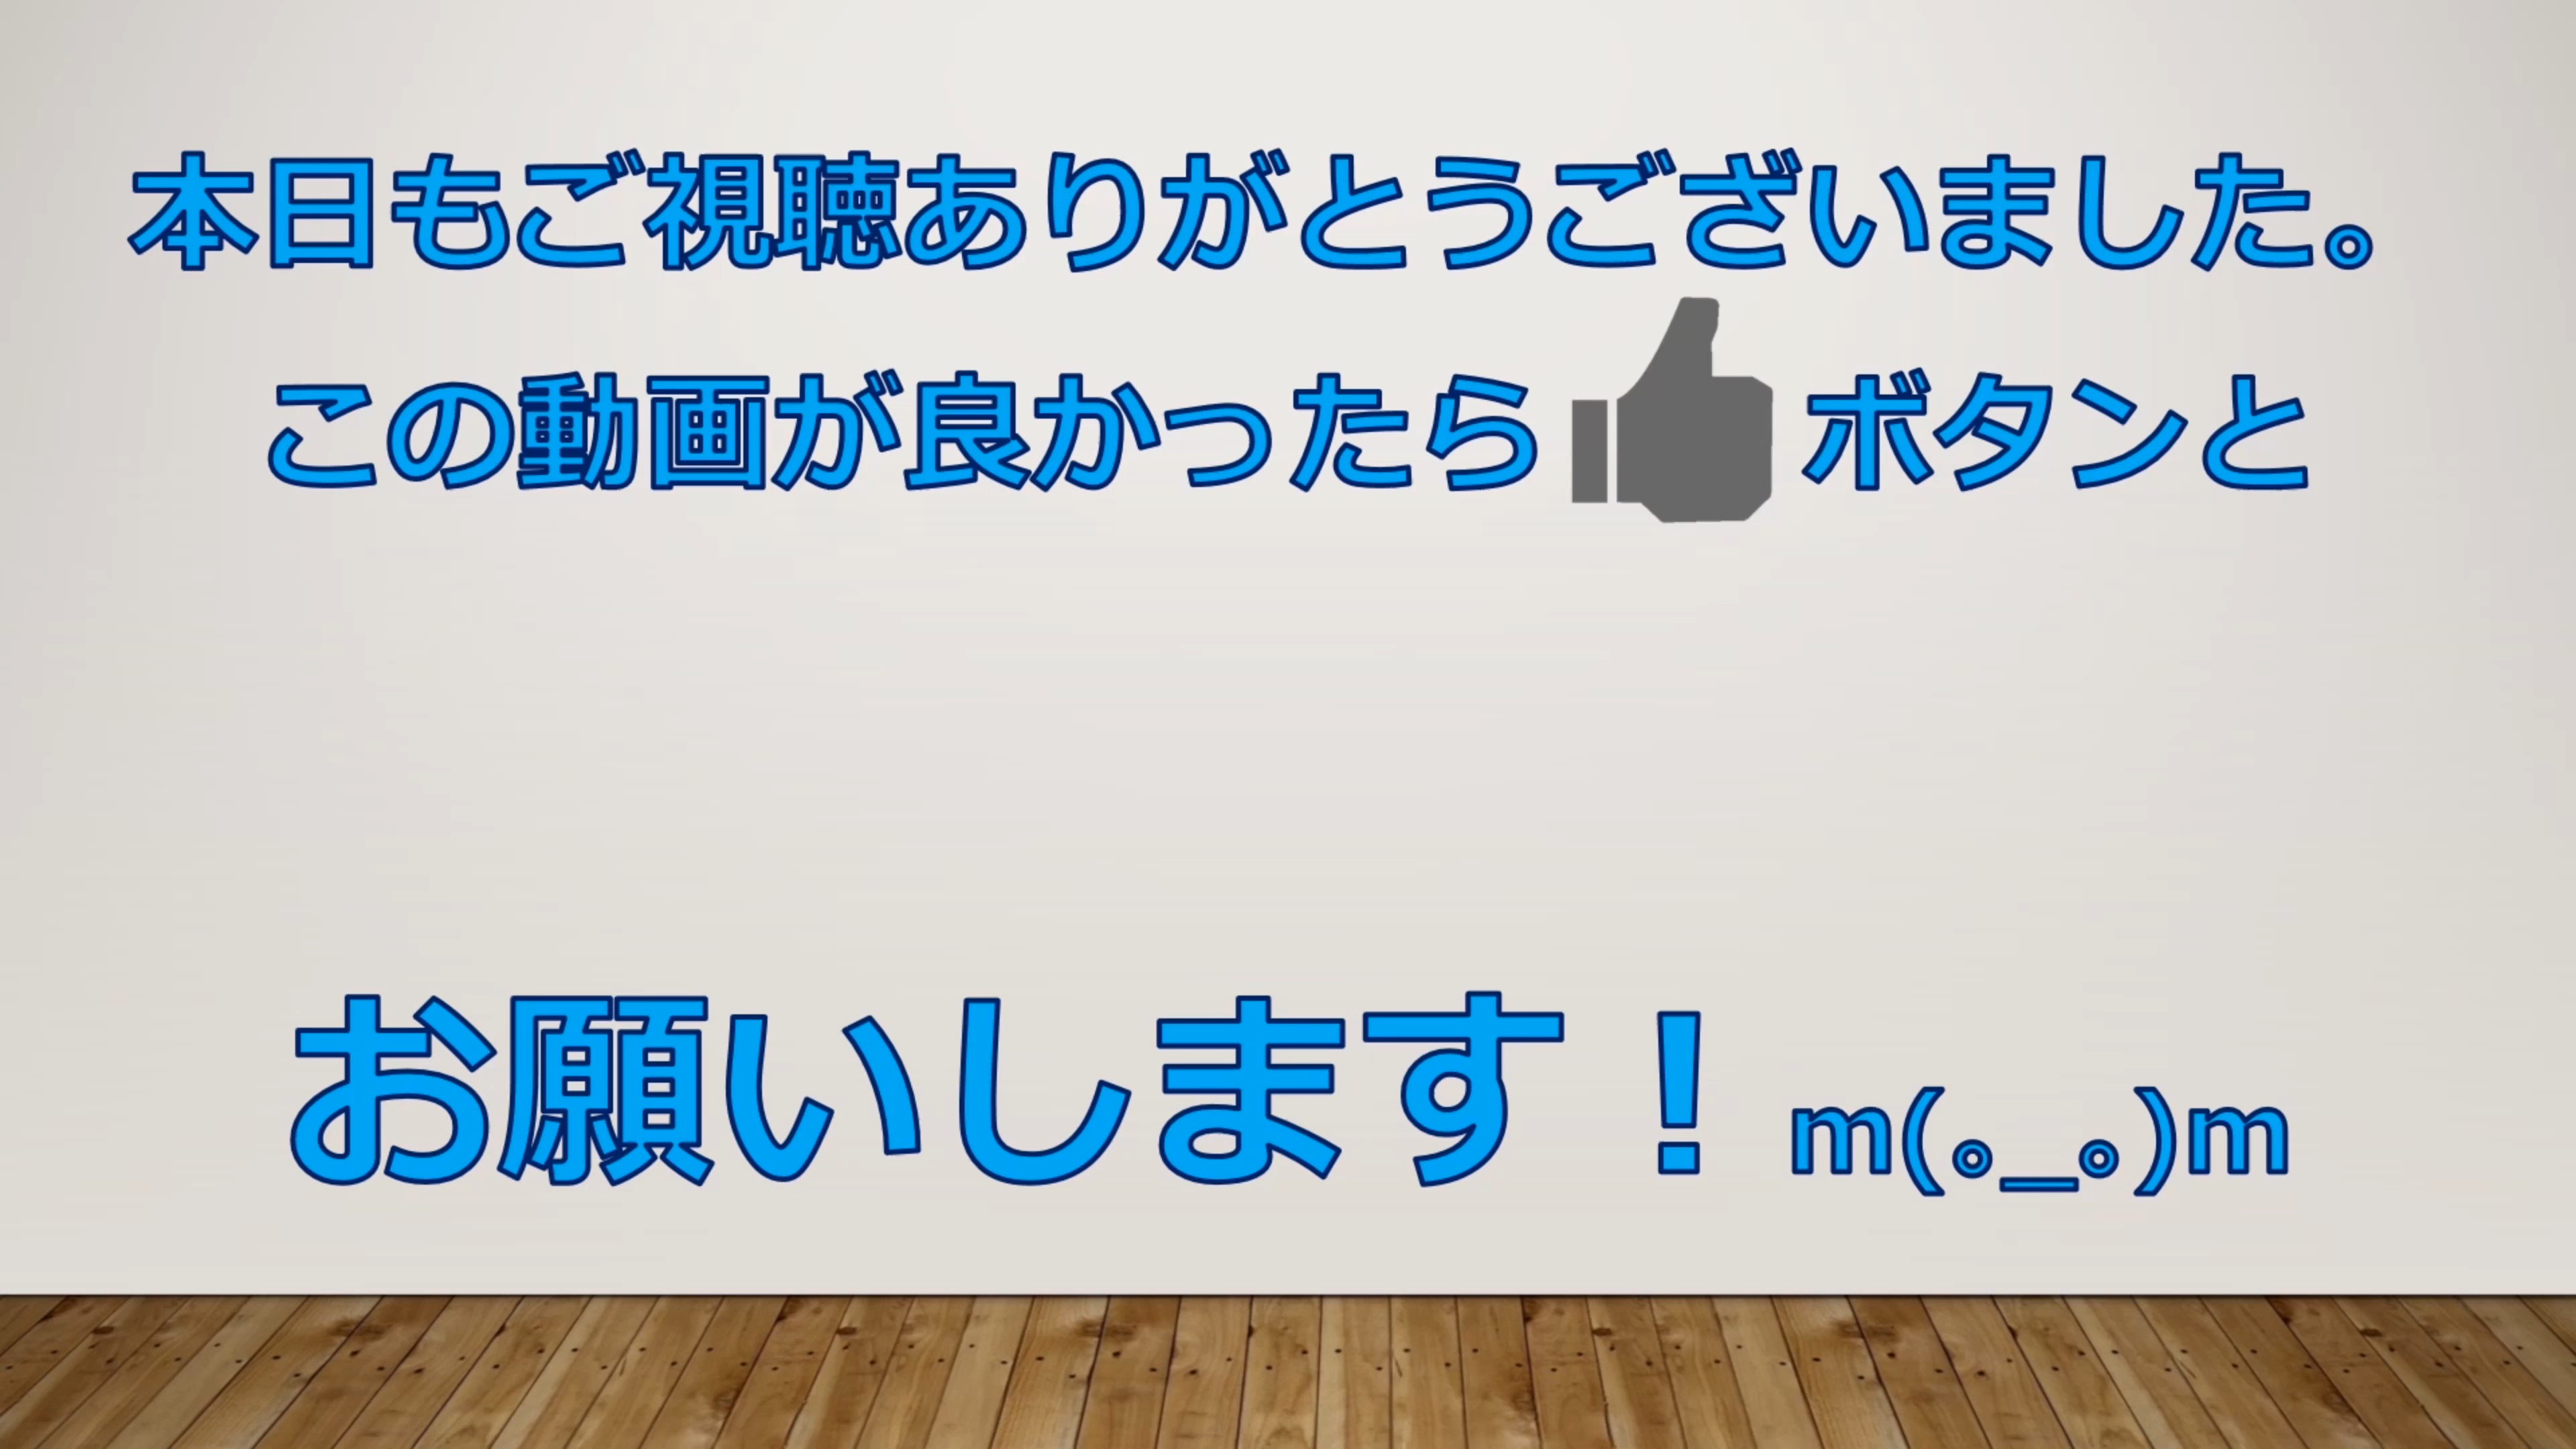 本日もご視聴ありがとうございました。
この動画が良かったらボタンと
お願いします！m(｡_｡)m